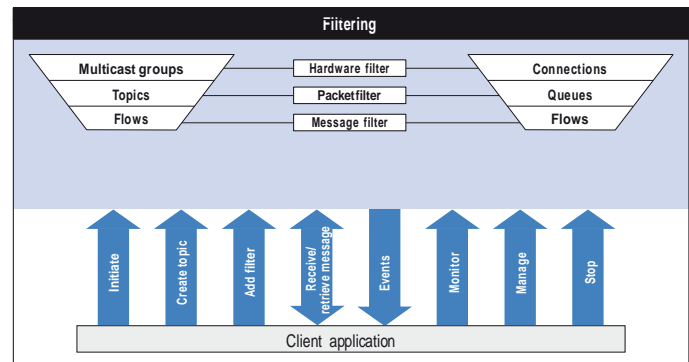 Fiitering
Multicast groups
Hardware filter
Connections
Topics
Packetfilter
Queues
Flows
Message filter
Flows
Initiate
Create topic
Add filter
Receive/
retrieve message
Events
Monitor
Manage
Stop
Client application